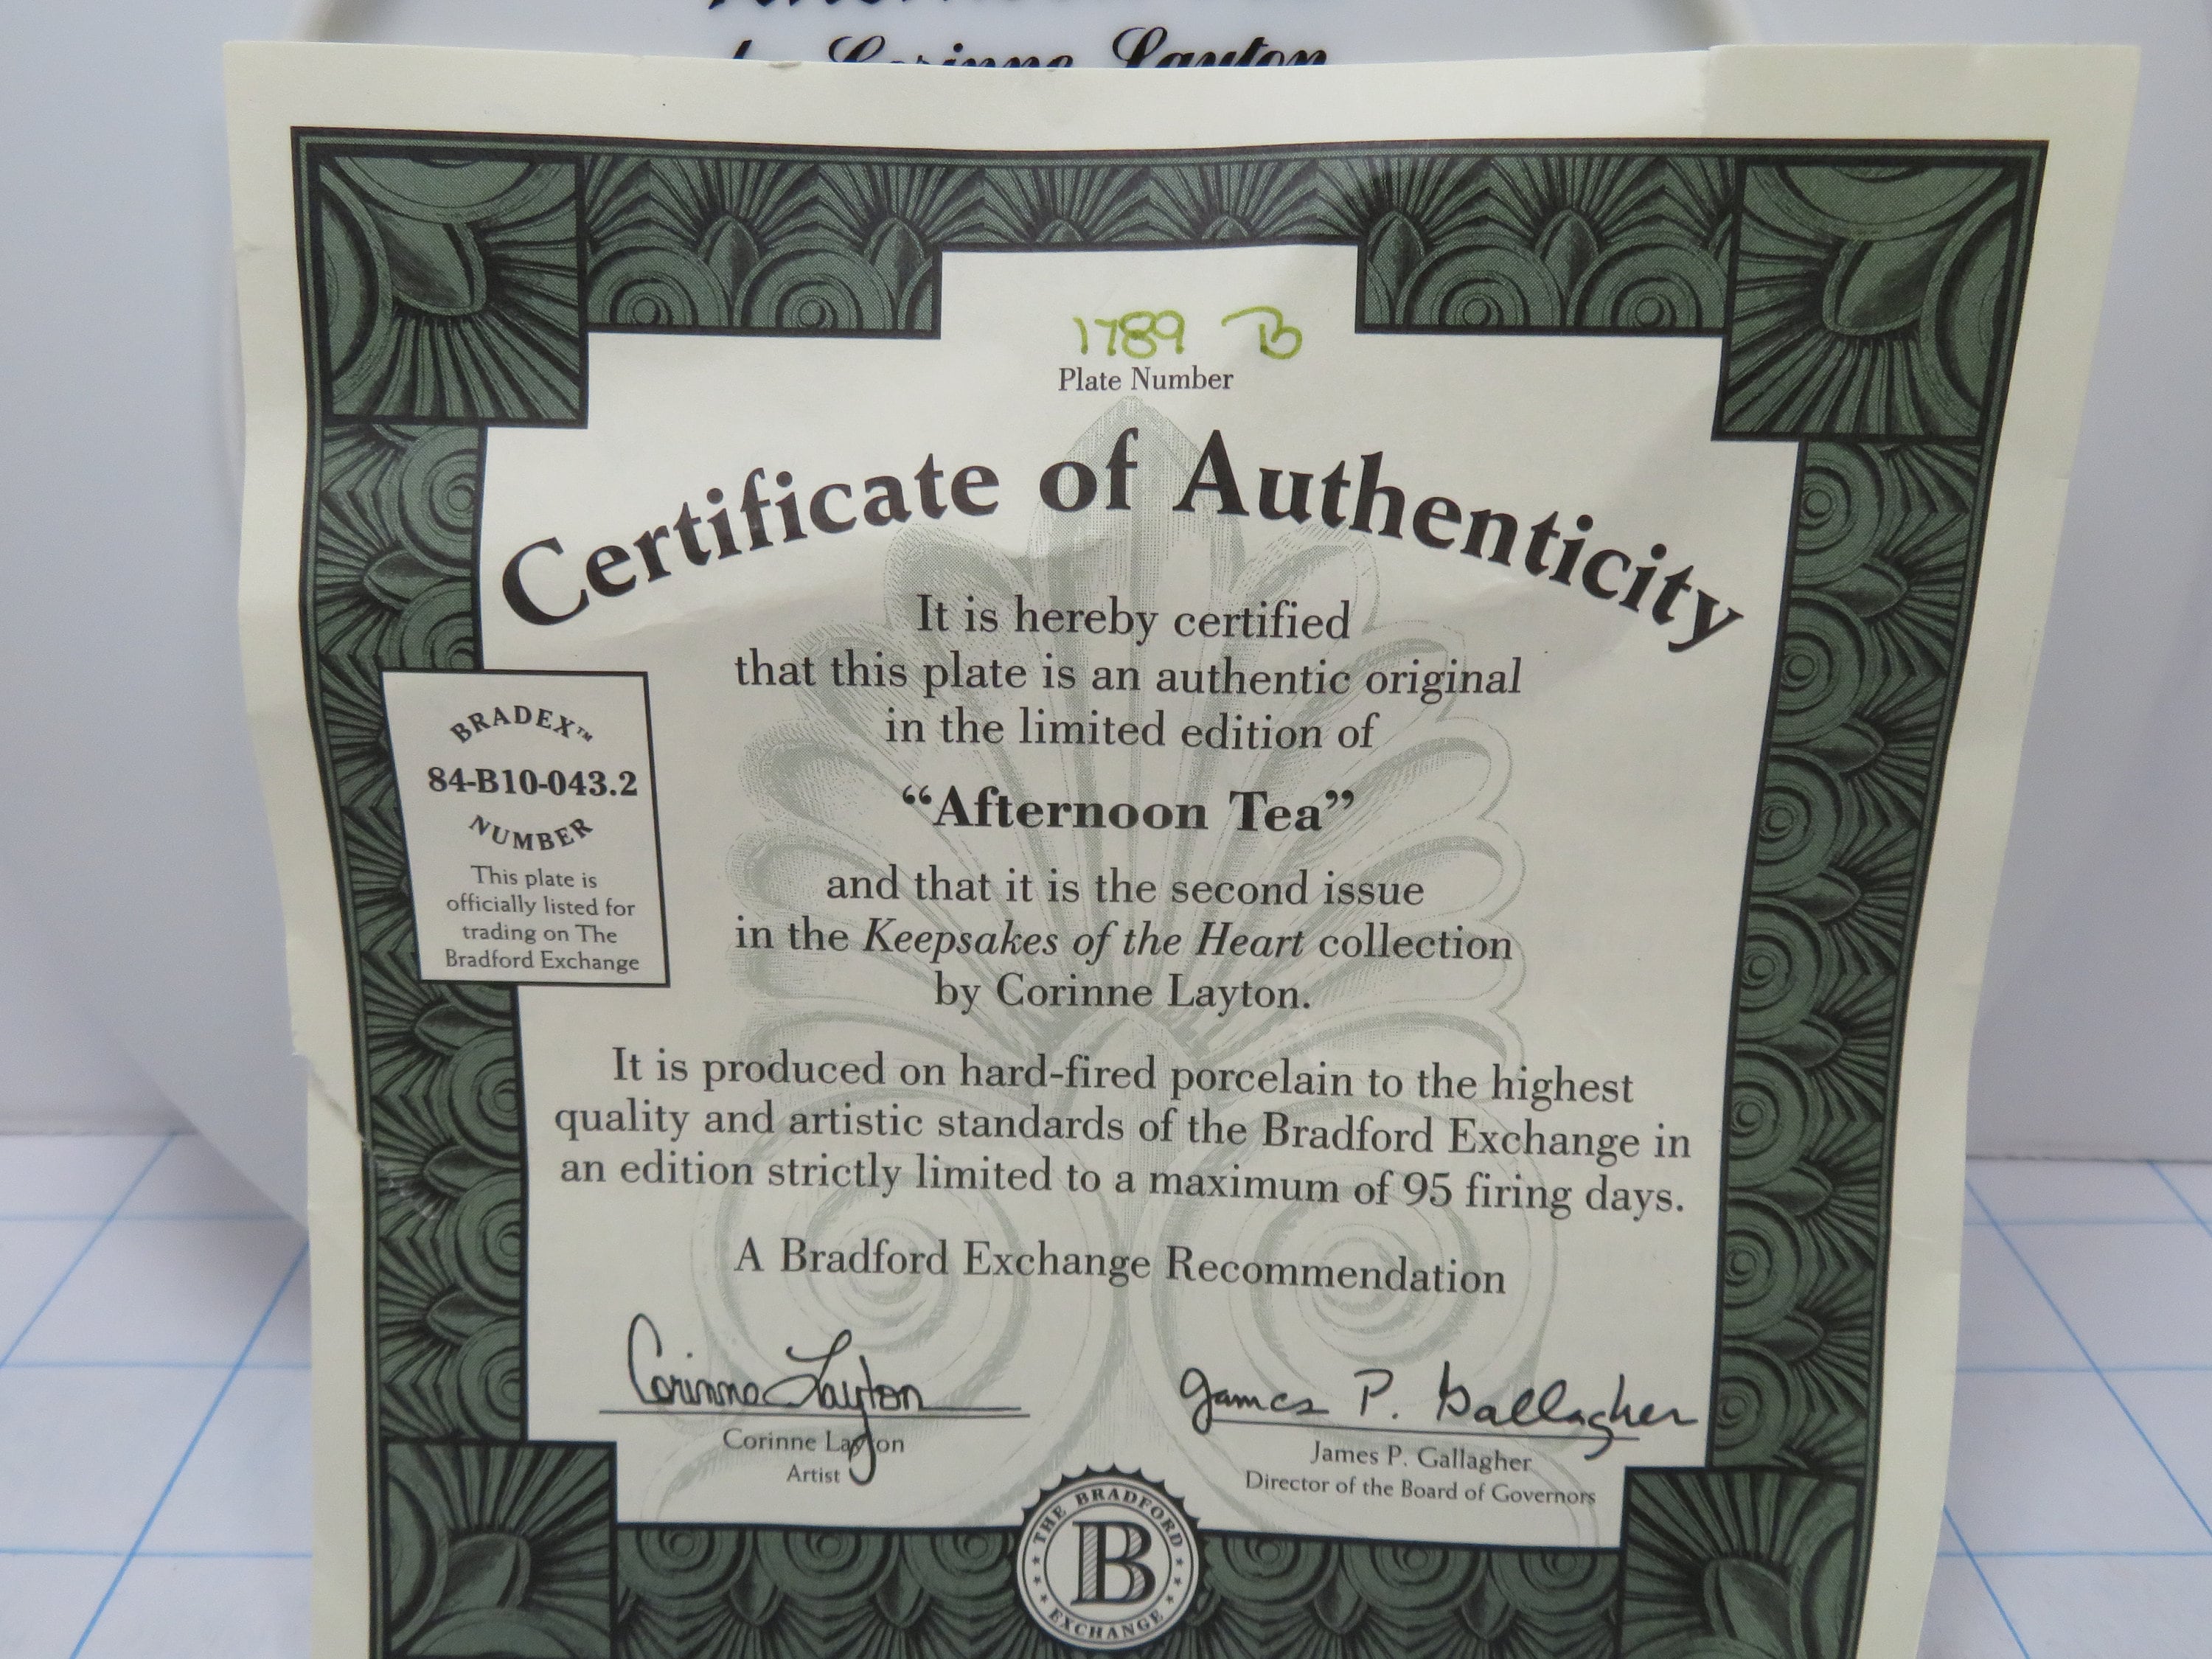 by Corinne Layton
1789 B
Plate Number
Certificate of Authenticity
It is hereby certified
that this plate is an authentic original
in the limited edition of
“Afternoon Tea”
and that it is the second issue
in the Keepsakes of the Heart collection
by Corinne Layton.
BRADEX™
84-B10-043.2
NUMBER
This plate is
officially listed for
trading on The
Bradford Exchange
It is produced on hard-fired porcelain to the highest
quality and artistic standards of the Bradford Exchange in
an edition strictly limited to a maximum of 95 firing days.
A Bradford Exchange Recommendation
Corinne Layton
Corinne Layton
Artist
James P. Gallagher
James P. Gallagher
Director of the Board of Governors
THE BRADFORD
B
EXCHANGE